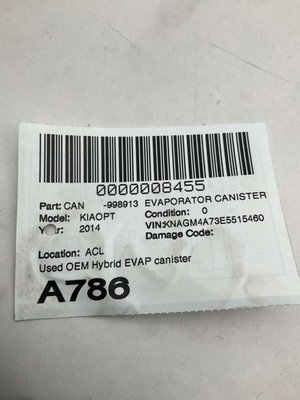 0000008455
Part: CAN -998913 EVAPORATOR CANISTER
Model: KIAOPT Condition: 0
Year: 2014 VIN:KNAGM4A73E5515460
Damage Code:
Location: ACL
Used OEM Hybrid EVAP canister
A786